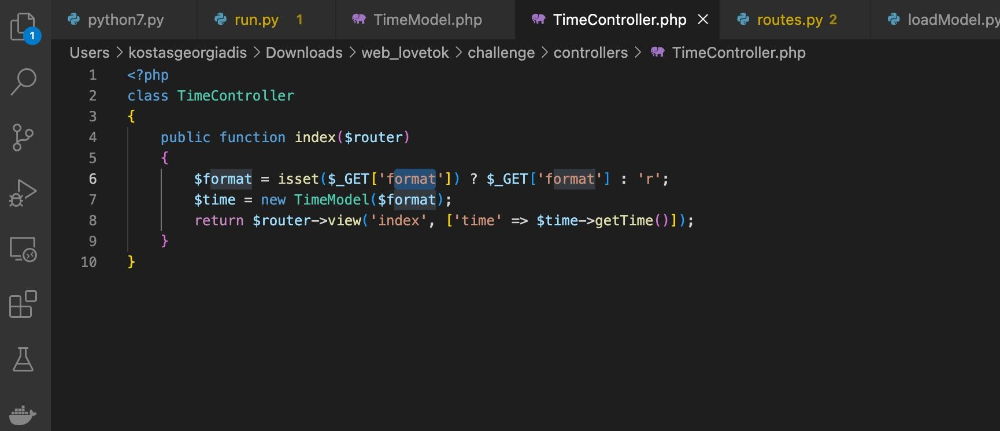 python7.py run.py 1 TimeModel.php TimeController.php routes.py 2 loadModel.py
1
Users > kostasgeorgiadis > Downloads > web_lovetok > challenge > controllers > TimeController.php
1 <?php
2 class TimeController
3 {
4     public function index($router)
5     {
6         $format = isset($_GET['format']) ? $_GET['format'] : 'r';
7         $time = new TimeModel($format);
8         return $router->view('index', ['time' => $time->getTime()]);
9     }
10 }